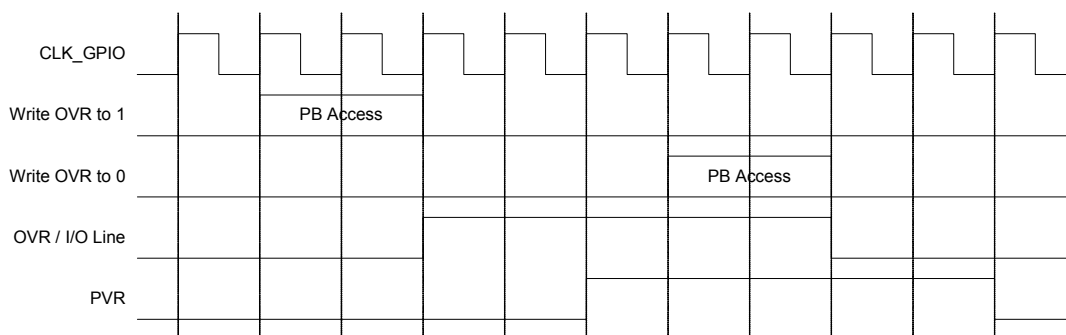 CLK_GPIO
Write OVR to 1
PB Access
Write OVR to 0
PB Access
OVR / I/O Line
PVR